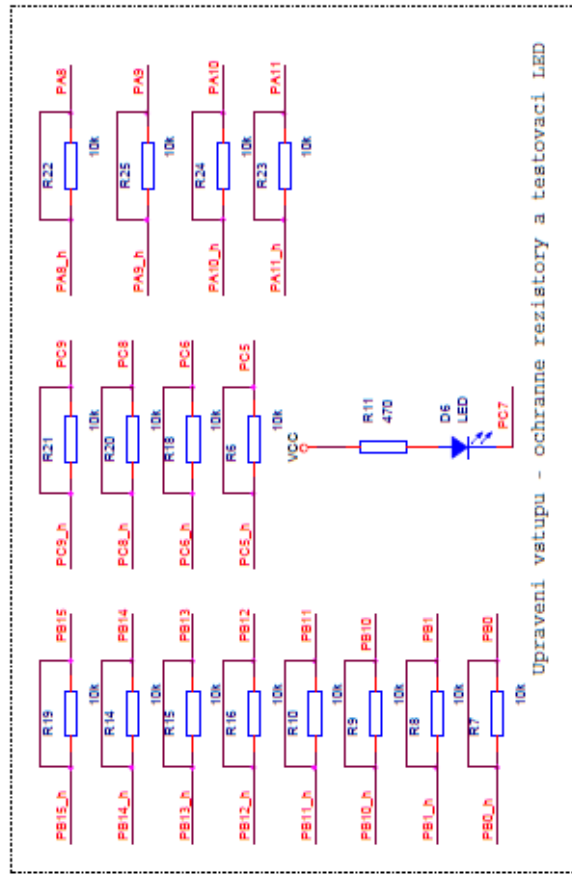 PB15_h R19 10k PB15
PB14_h R14 10k PB14
PB13_h R15 10k PB13
PB12_h R16 10k PB12
PB11_h R10 10k PB11
PB10_h R9 10k PB10
PB1_h R8 10k PB1
PB0_h R7 10k PB0
PC9_h R21 10k PC9
PC8_h R20 10k PC8
PC6_h R18 10k PC6
PC5_h R6 10k PC5
VCC
R11
470
D6
LED
PC7
PA8_h R22 10k PA8
PA9_h R25 10k PA9
PA10_h R24 10k PA10
PA11_h R23 10k PA11
Upraveni vstupu - ochranne rezistory a testovaci LED